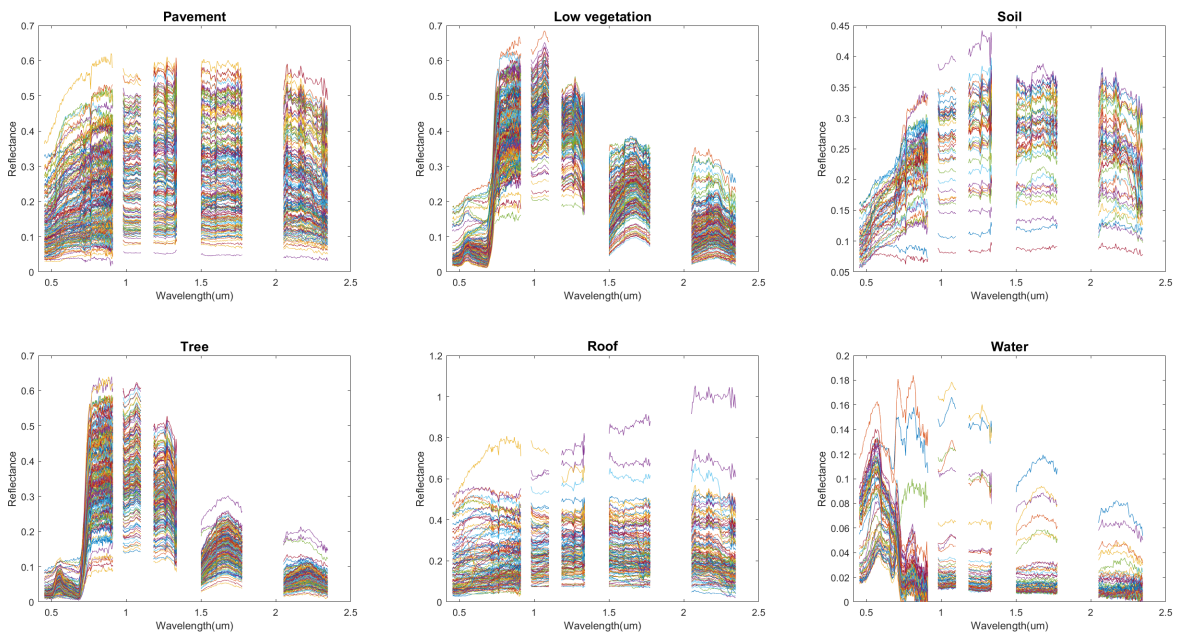 Pavement
Reflectance
0.7
0.6
0.5
0.4
0.3
0.2
0.1
0
0.5 1 1.5 2 2.5
Wavelength(um)
Low vegetation
Reflectance
0.7
0.6
0.5
0.4
0.3
0.2
0.1
0
0.5 1 1.5 2 2.5
Wavelength(um)
Soil
Reflectance
0.45
0.4
0.35
0.3
0.25
0.2
0.15
0.1
0.05
0.5 1 1.5 2 2.5
Wavelength(um)
Tree
Reflectance
0.7
0.6
0.5
0.4
0.3
0.2
0.1
0
0.5 1 1.5 2 2.5
Wavelength(um)
Roof
Reflectance
1.2
1
0.8
0.6
0.4
0.2
0
0.5 1 1.5 2 2.5
Wavelength(um)
Water
Reflectance
0.2
0.18
0.16
0.14
0.12
0.1
0.08
0.06
0.04
0.02
0
0.5 1 1.5 2 2.5
Wavelength(um)